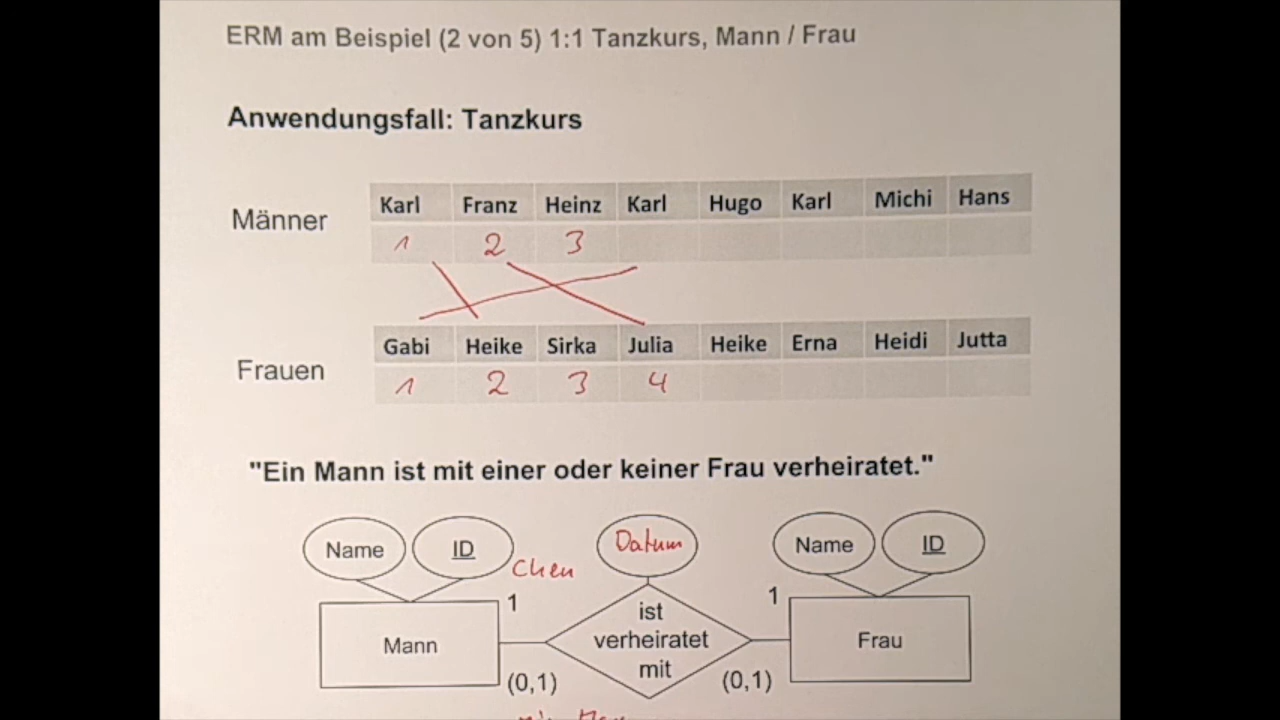 ERM am Beispiel (2 von 5) 1:1 Tanzkurs, Mann / Frau
Anwendungsfall: Tanzkurs
Männer
Karl Franz Heinz Karl Hugo Karl Michi Hans
1 2 3
Frauen
Gabi Heike Sirka Julia Heike Erna Heidi Jutta
1 2 3 4
"Ein Mann ist mit einer oder keiner Frau verheiratet."
Name ID Datum Name ID
Chen
1 1
Mann ist verheiratet mit Frau
(0,1) (0,1)